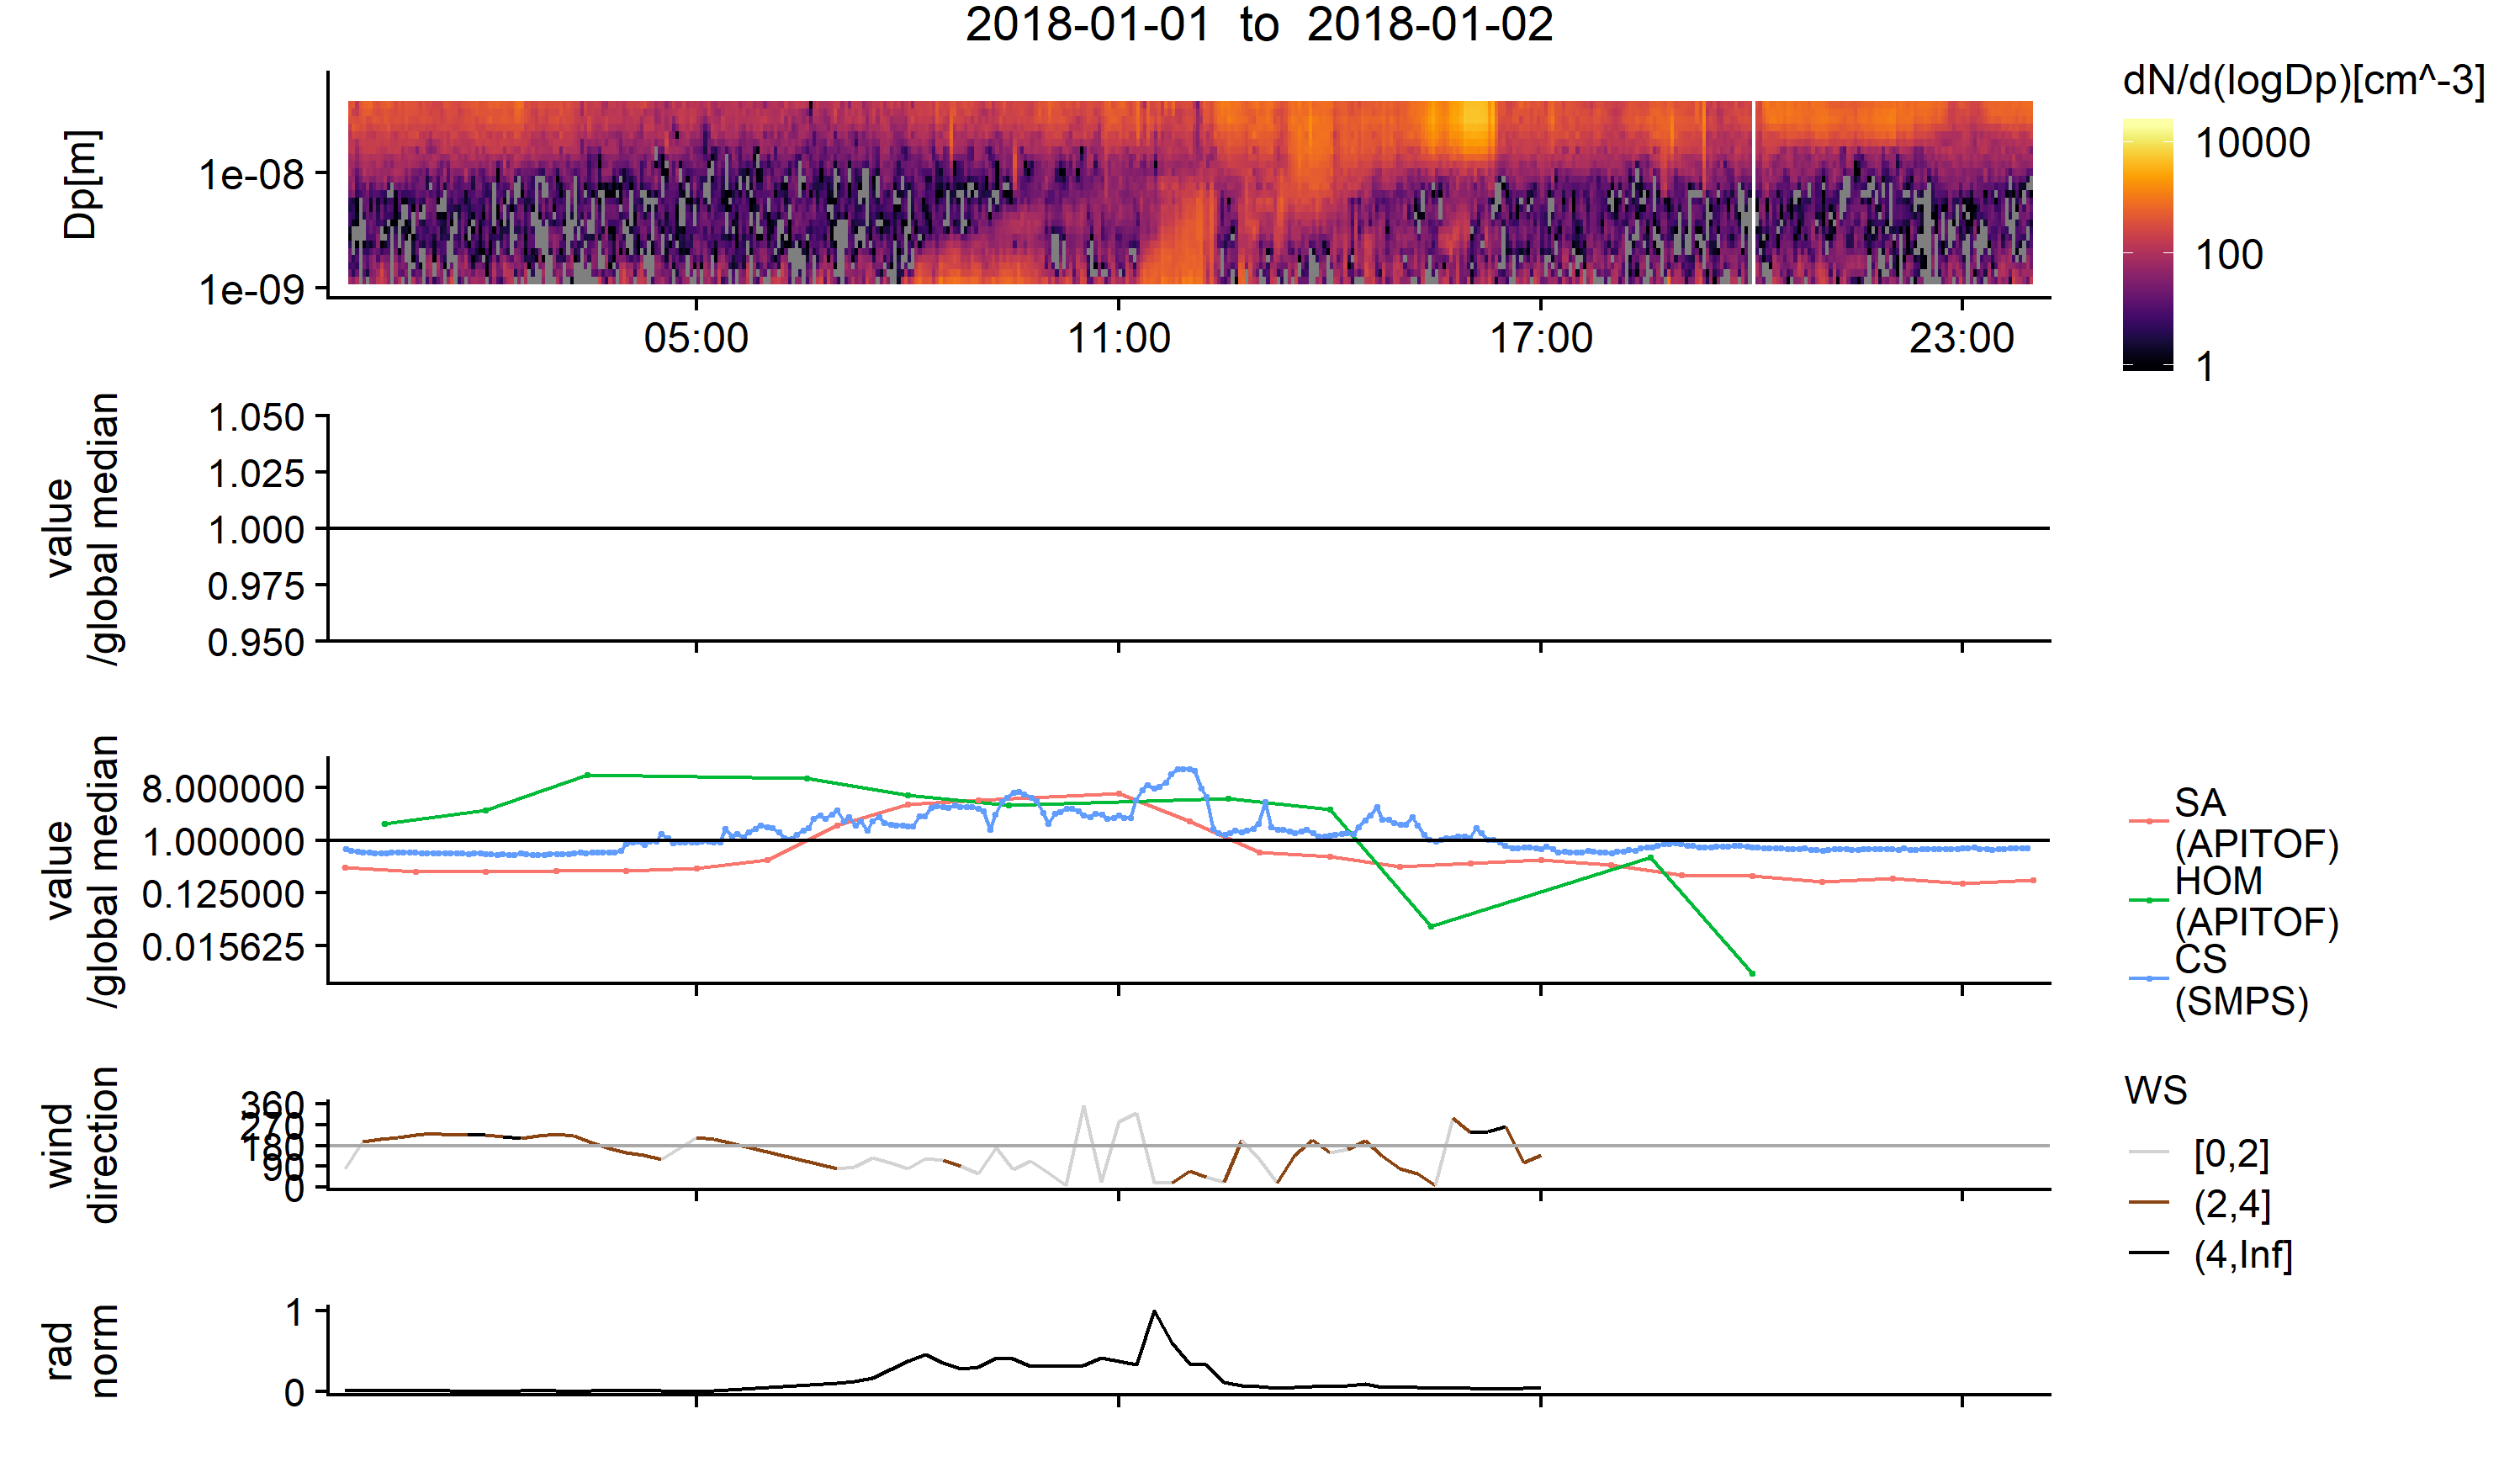 2018-01-01 to 2018-01-02
Dp[m]
1e-08
1e-09
05:00
11:00
17:00
23:00
dN/d(logDp)[cm^-3]
10000
100
1
value
/global median
1.050
1.025
1.000
0.975
0.950
value
/global median
8.000000
1.000000
0.125000
0.015625
SA
(APITOF)
HOM
(APITOF)
CS
(SMPS)
wind
direction
360
270
180
90
0
WS
[0,2]
(2,4]
(4,Inf]
rad
norm
1
0